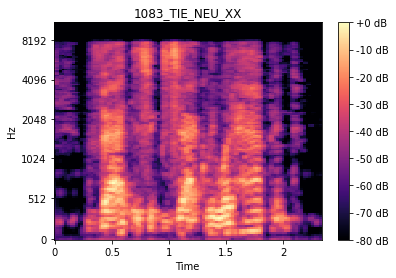 1083_TIE_NEU_XX
+0 dB
8192
-10 dB
4096
-20 dB
-30 dB
2048
Hz
-40 dB
1024
-50 dB
512
-60 dB
-70 dB
0
-80 dB
0 0.5 1 1.5 2
Time